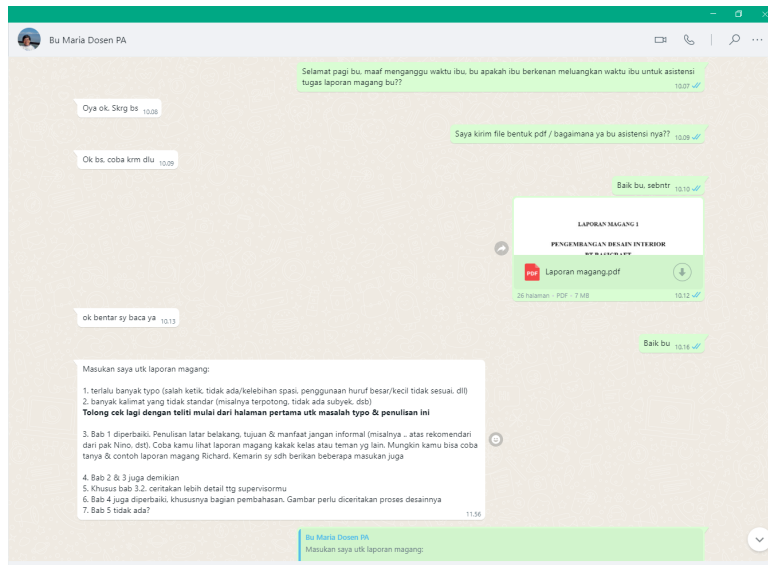 Bu Maria Dosen PA
Selamat pagi bu, maaf menganggu waktu ibu, bu apakah ibu berkenan meluangkan waktu ibu untuk asistensi
tugas laporan magang bu??
10.07
Oya ok. Skrg bs 10.08
Saya kirim file bentuk pdf / bagaimana ya bu asistensi nya?? 10.09
Ok bs, coba krm dlu 10.09
Baik bu, sebntr 10.10
LAPORAN MAGANG 1
PENGEMBANGAN DESAIN INTERIOR
PDF Laporan magang.pdf
26 halaman · PDF · 7 MB 10.12
ok bentar sy baca ya 10.13
Baik bu 10.16
Masukan saya utk laporan magang:
1. terlalu banyak typo (salah ketik, tidak ada/kelebihan spasi, penggunaan huruf besar/kecil tidak sesuai, dll)
2. banyak kalimat yang tidak standar (misalnya terpotong, tidak ada subyek, dsb)
Tolong cek lagi dengan teliti mulai dari halaman pertama utk masalah typo & penulisan ini
3. Bab 1 diperbaiki. Penulisan latar belakang, tujuan & manfaat jangan informal (misalnya .. atas rekomendari
dari pak Nino, dst). Coba kamu lihat laporan magang kakak kelas atau teman yg lain. Mungkin kamu bisa coba
tanya & contoh laporan magang Richard. Kemarin sy sdh berikan beberapa masukan juga
4. Bab 2 & 3 juga demikian
5. Khusus bab 3.2. ceritakan lebih detail ttg supervisormu
6. Bab 4 juga diperbaiki, khususnya bagian pembahasan. Gambar perlu diceritakan proses desainnya
7. Bab 5 tidak ada?
11.56
Bu Maria Dosen PA
Masukan saya utk laporan magang: